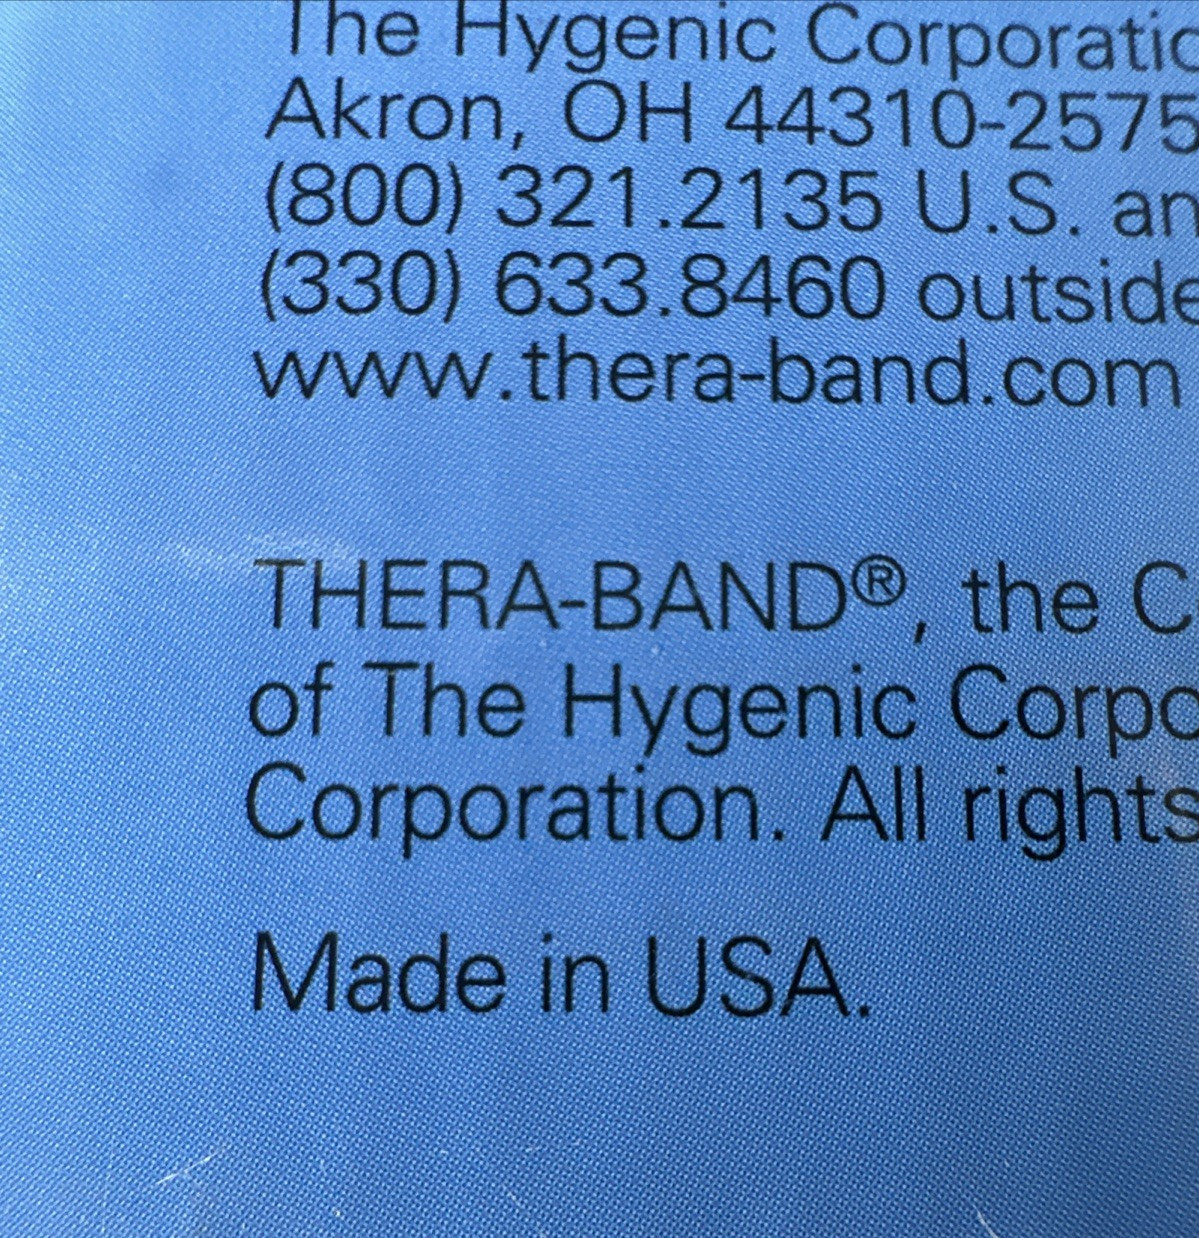 The Hygenic Corporatio
Akron, OH 44310-2575
(800) 321.2135 U.S. an
(330) 633.8460 outside
www.thera-band.com
THERA-BAND®, the C
of The Hygenic Corpo
Corporation. All rights
Made in USA.